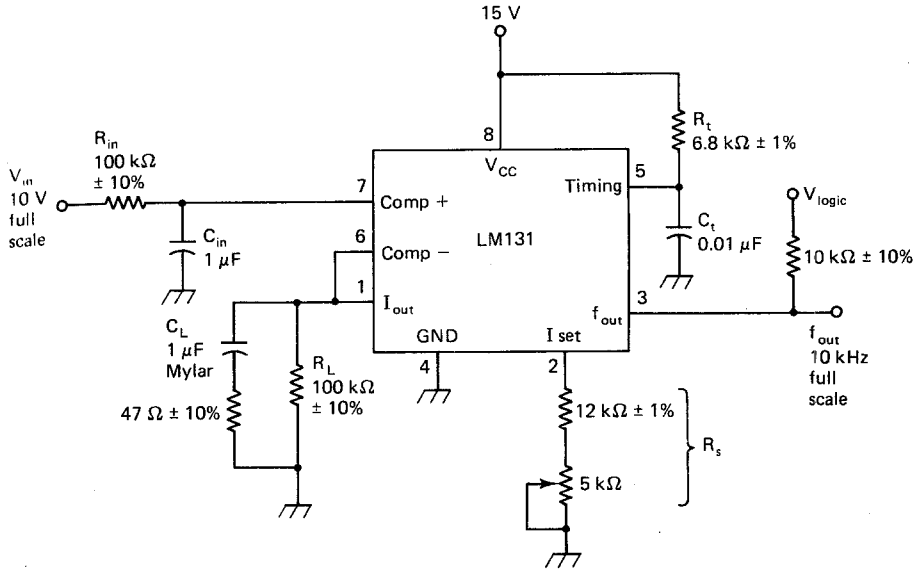 15 V
R_in
100 kΩ
± 10%
V_in
10 V
full
scale
C_in
1 μF
7
Comp +
6
Comp −
1
I_out
8
V_CC
LM131
Timing
5
R_t
6.8 kΩ ± 1%
C_t
0.01 μF
V_logic
10 kΩ ± 10%
f_out
3
f_out
10 kHz
full
scale
GND
4
I set
2
C_L
1 μF
Mylar
47 Ω ± 10%
R_L
100 kΩ
± 10%
12 kΩ ± 1%
5 kΩ
R_s